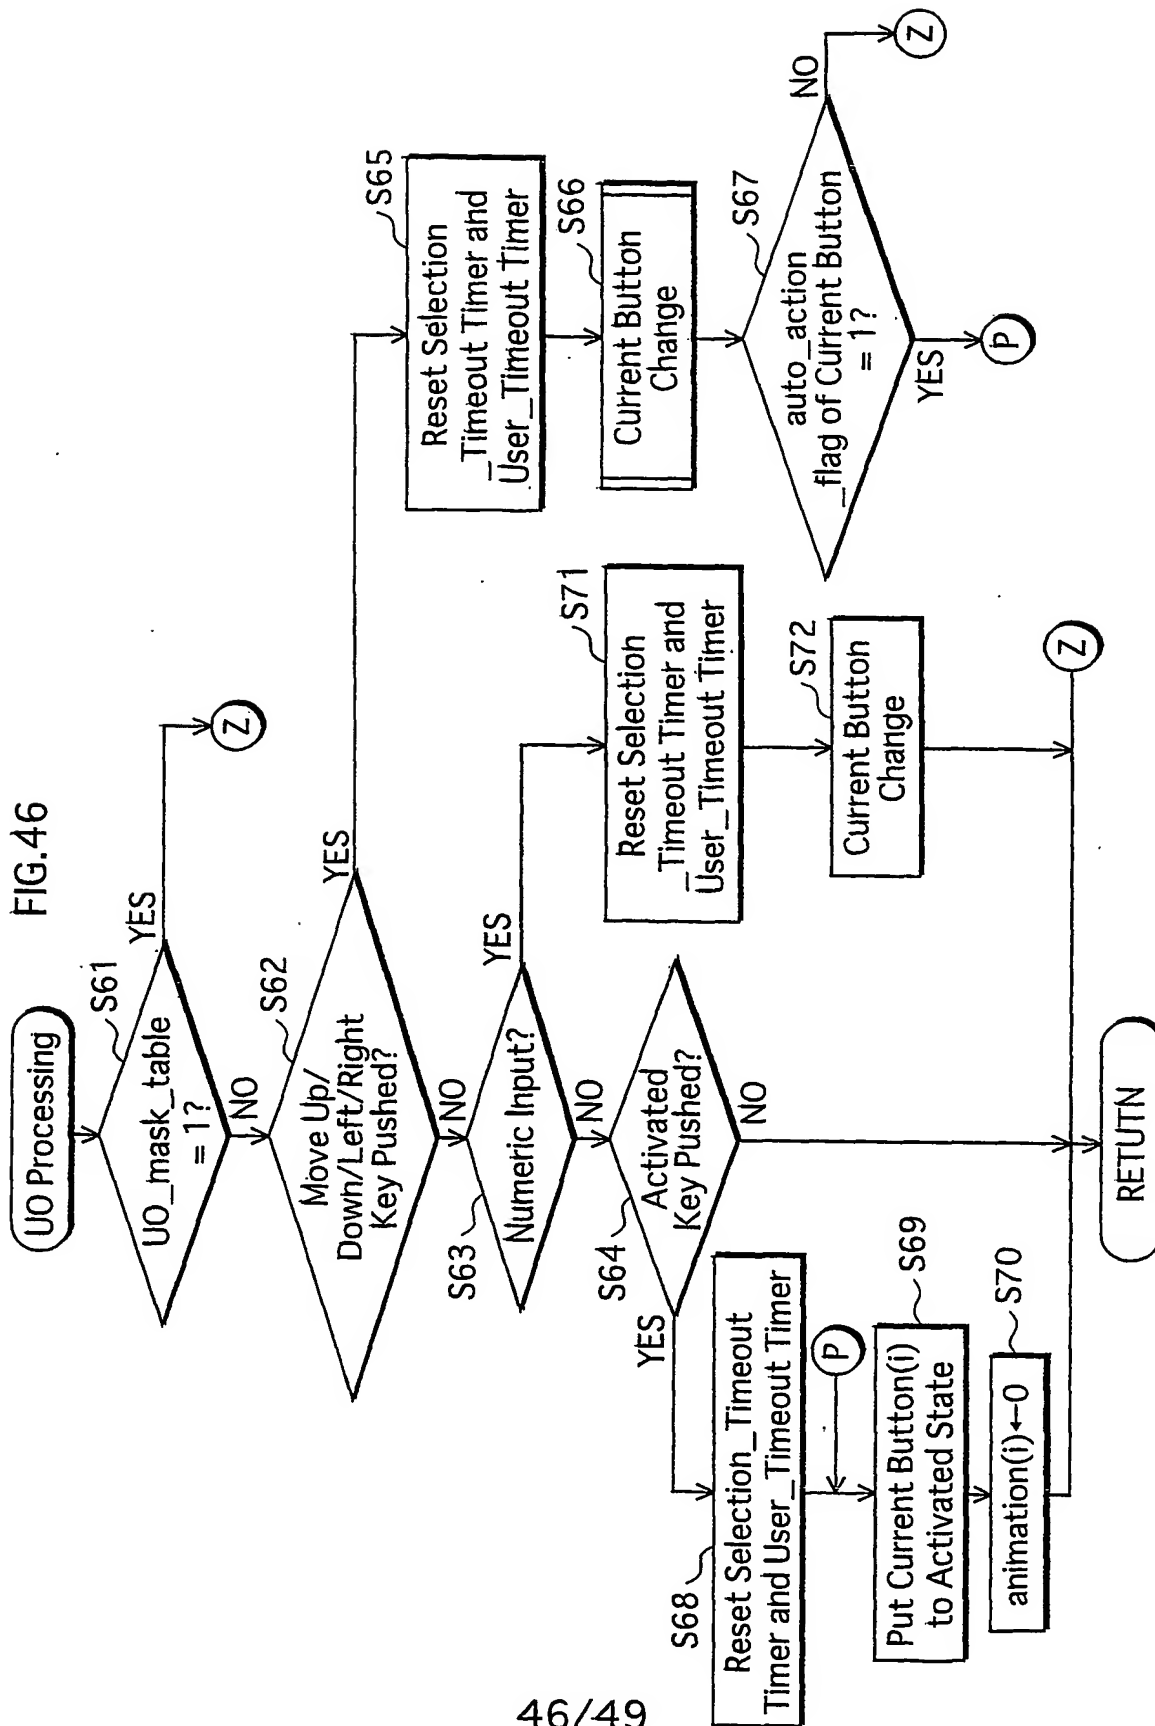 FIG.46
UO Processing
S61
UO_mask_table
= 1?
YES
Z
NO
S62
Move Up/
Down/Left/Right
Key Pushed?
YES
NO
S65
Reset Selection
_Timeout Timer and
User_Timeout Timer
S66
Current Button
Change
S67
auto_action
_flag of Current Button
= 1?
NO
Z
YES
P
S63
Numeric Input?
YES
NO
S71
Reset Selection
_Timeout Timer and
User_Timeout Timer
S72
Current Button
Change
Z
S64
Activated
Key Pushed?
YES
NO
S68
Reset Selection_Timeout
Timer and User_Timeout Timer
P
S69
Put Current Button(i)
to Activated State
S70
animation(i)←0
RETUTN
46/49